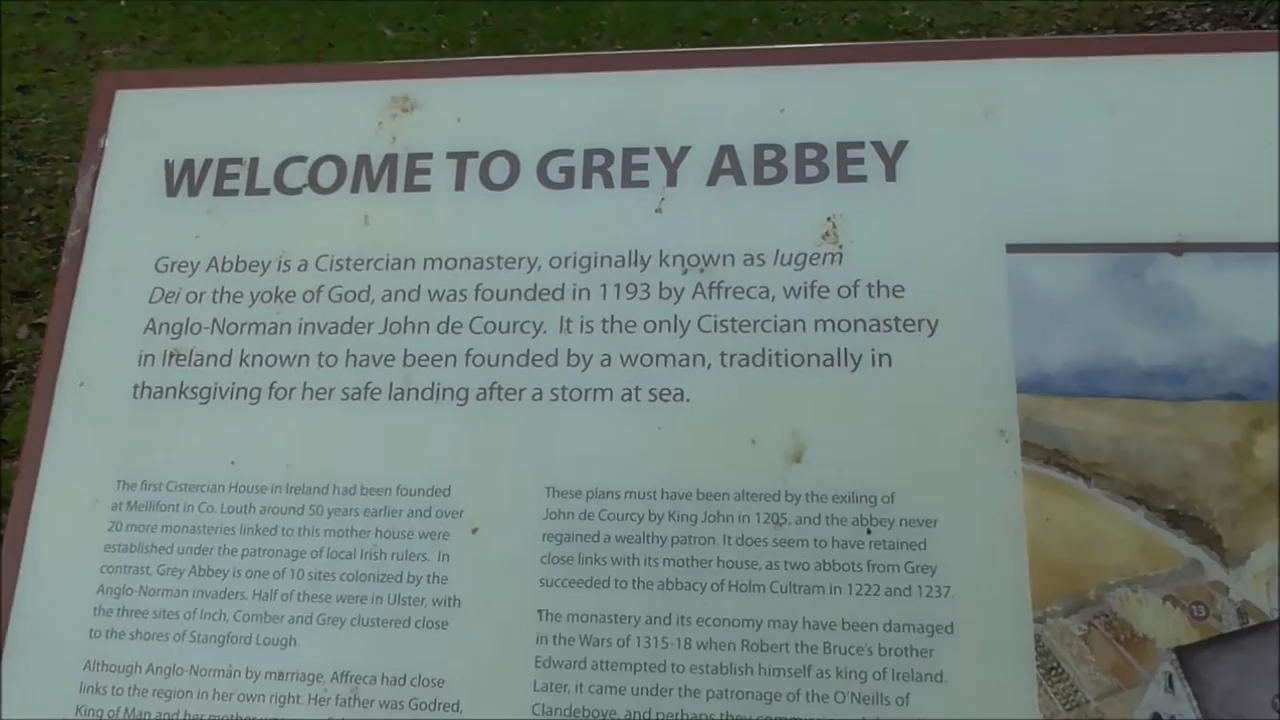 WELCOME TO GREY ABBEY
Grey Abbey is a Cistercian monastery, originally known as Iugem
Dei or the yoke of God, and was founded in 1193 by Affreca, wife of the
Anglo-Norman invader John de Courcy. It is the only Cistercian monastery
in Ireland known to have been founded by a woman, traditionally in
thanksgiving for her safe landing after a storm at sea.
The first Cistercian House in Ireland had been founded
at Mellifont in Co. Louth around 50 years earlier and over
20 more monasteries linked to this mother house were
established under the patronage of local Irish rulers. In
contrast, Grey Abbey is one of 10 sites colonized by the
Anglo-Norman invaders. Half of these were in Ulster, with
the three sites of Inch, Comber and Grey clustered close
to the shores of Stangford Lough.
Although Anglo-Norman by marriage, Affreca had close
links to the region in her own right. Her father was Godred,
King of Man and her mother
These plans must have been altered by the exiling of
John de Courcy by King John in 1205, and the abbey never
regained a wealthy patron. It does seem to have retained
close links with its mother house, as two abbots from Grey
succeeded to the abbacy of Holm Cultram in 1222 and 1237.
The monastery and its economy may have been damaged
in the Wars of 1315-18 when Robert the Bruce's brother
Edward attempted to establish himself as king of Ireland.
Later, it came under the patronage of the O'Neills of
Clandeboye, and perhaps they
13